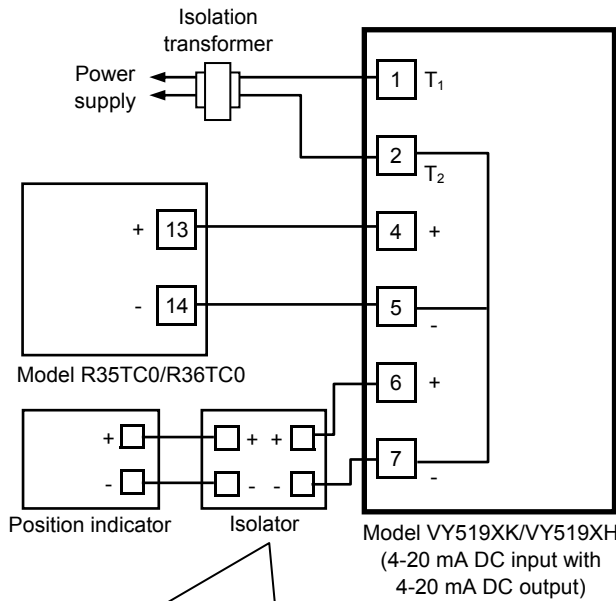 Isolation
transformer
Power
supply
1 T1
2
T2
+ 13
4 +
- 14
5
-
Model R35TC0/R36TC0
6 +
+ + +
7
- - -
-
Position indicator
Isolator
Model VY519XK/VY519XH
(4-20 mA DC input with
4-20 mA DC output)